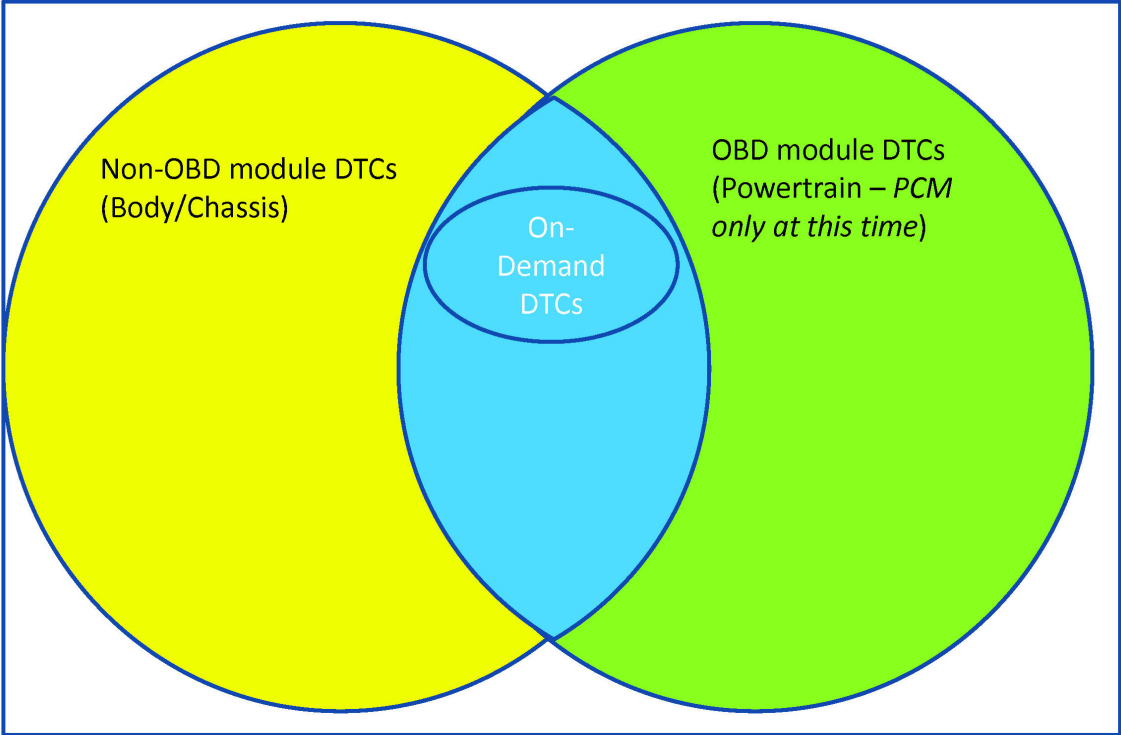 Non-OBD module DTCs
(Body/Chassis)
On-
Demand
DTCs
OBD module DTCs
(Powertrain – PCM
only at this time)